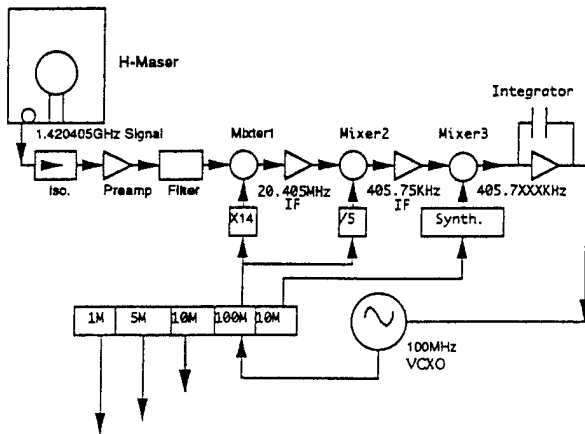 H-Maser
Integrator
1.420405GHz Signal
Mixter1
Mixer2
Mixer3
Iso.
Preamp
Filter
20.405MHz
IF
405.75KHz
IF
405.7XXXKHz
X14
/5
Synth.
1M
5M
10M
100M
10M
100MHz
VCXO